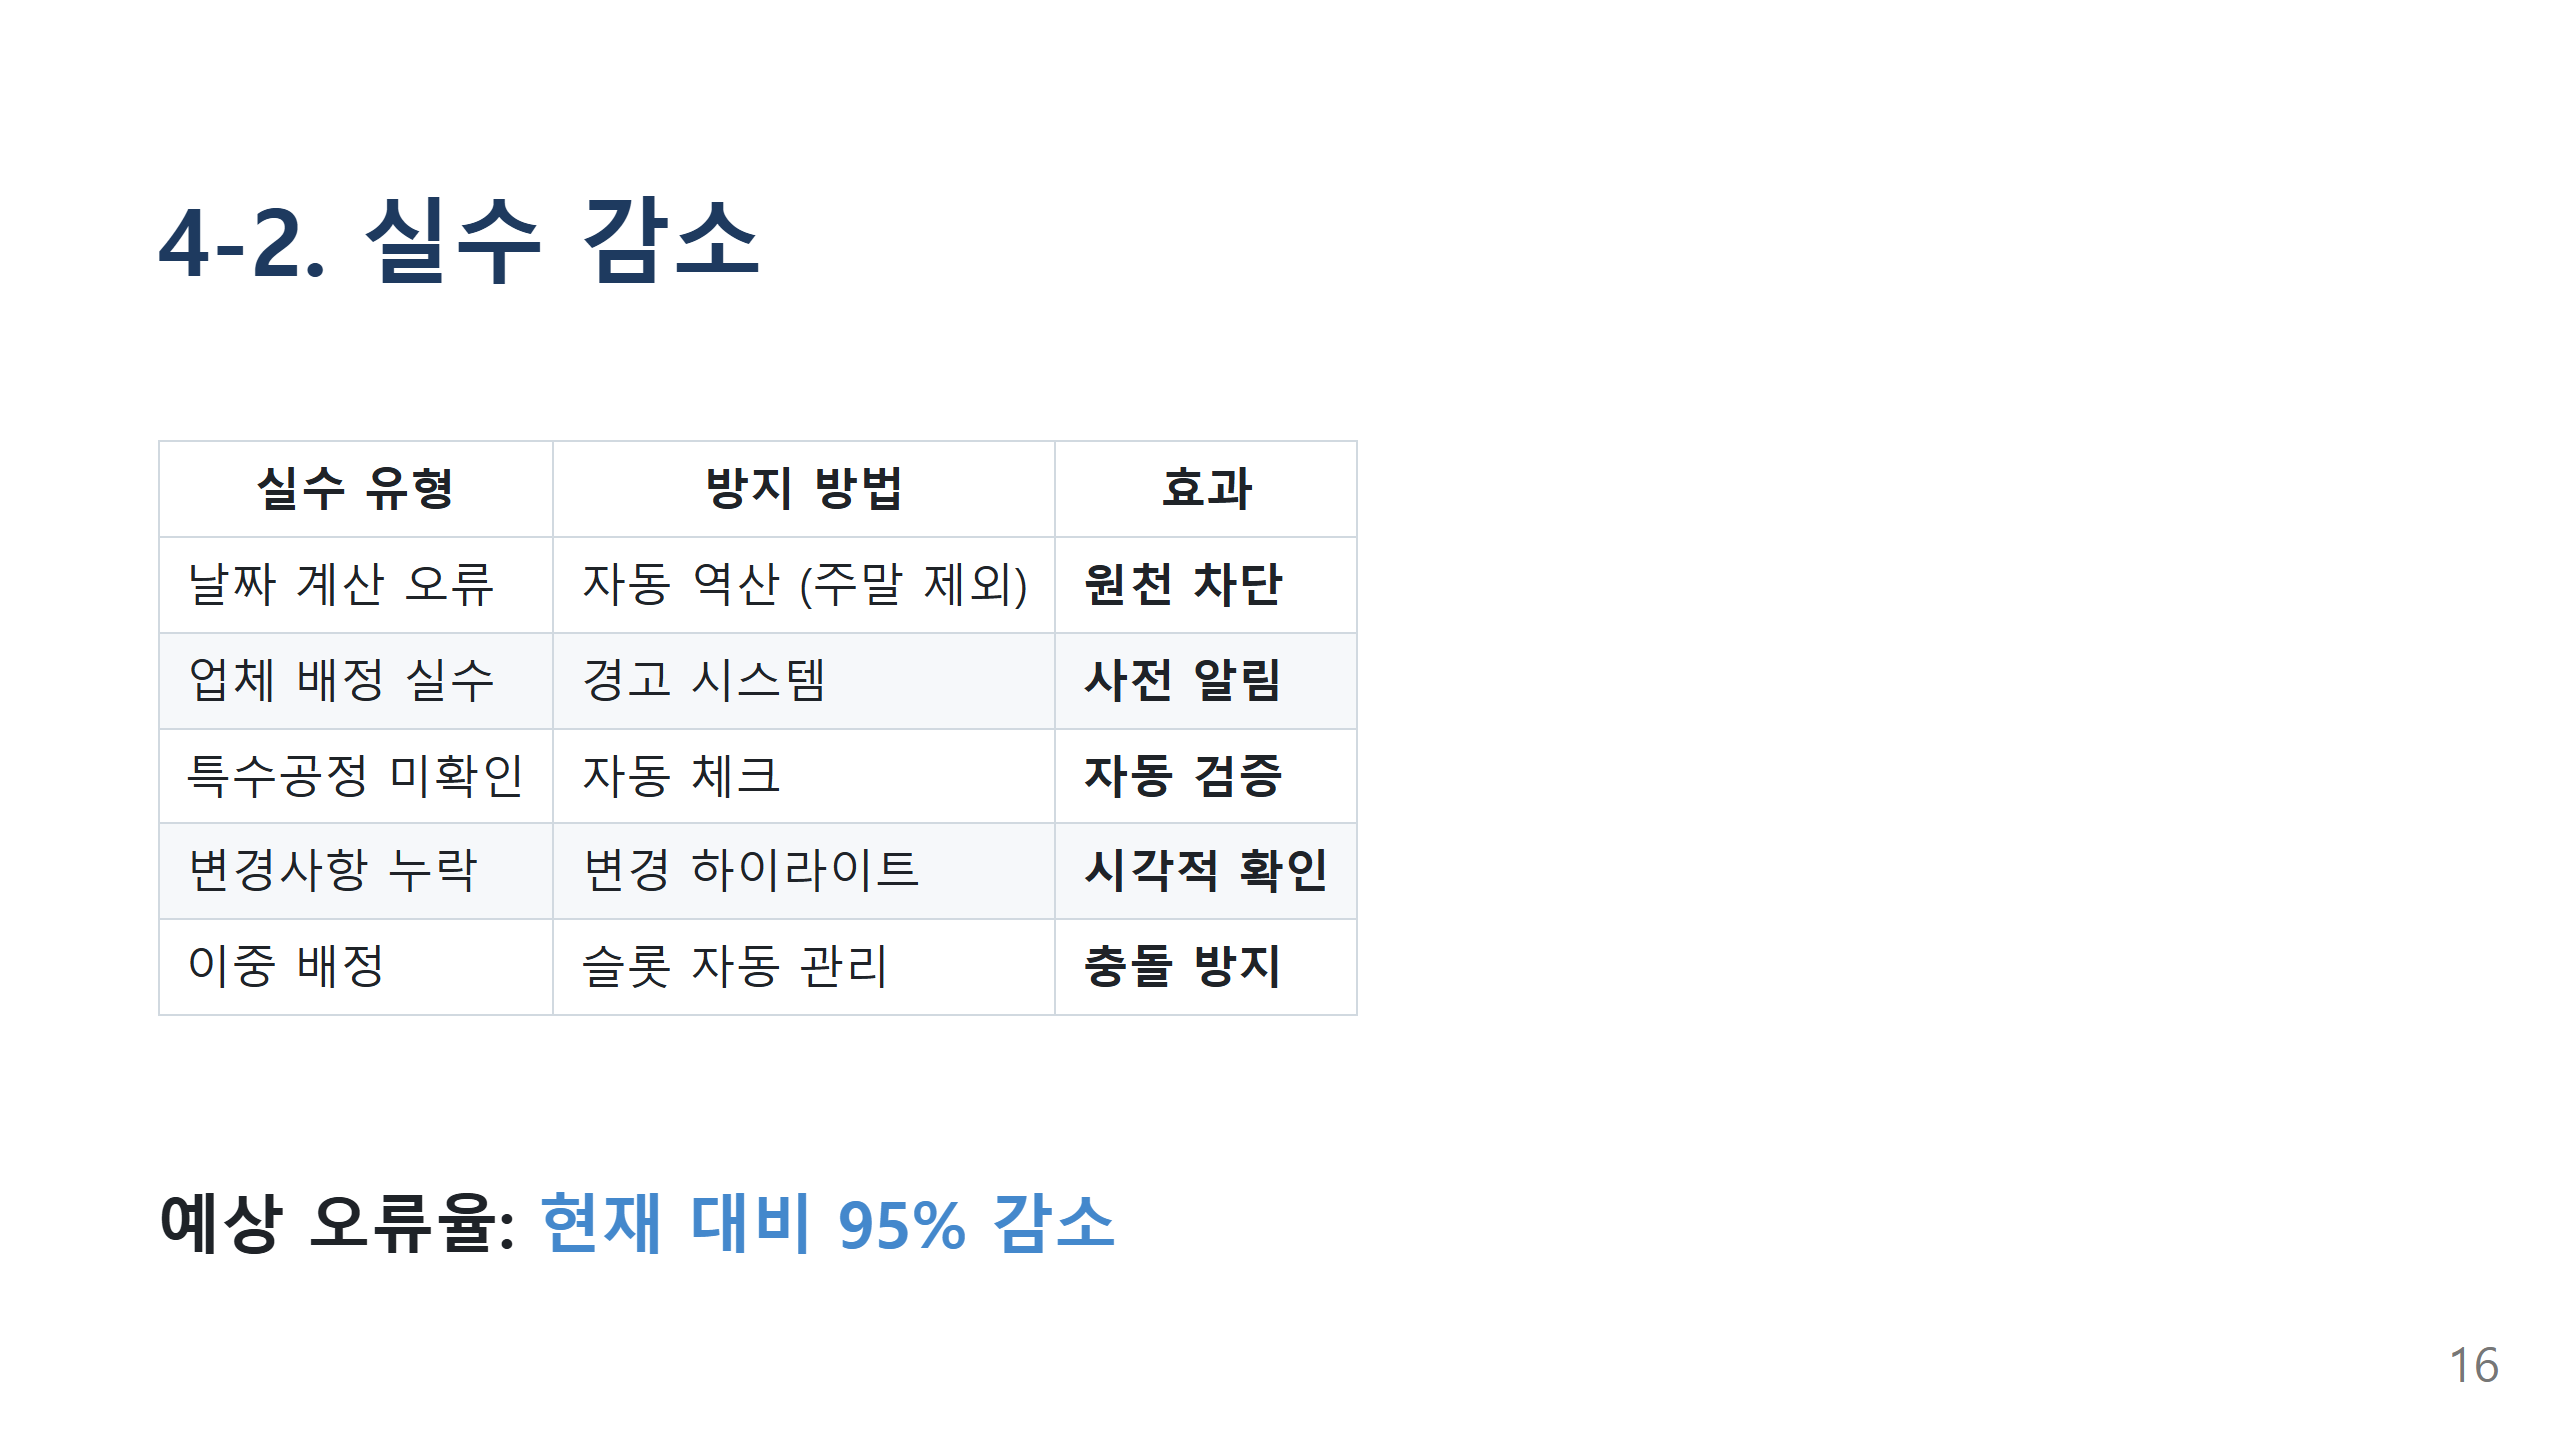 4-2. 실수 감소
실수 유형 방지 방법 효과
날짜 계산 오류 자동 역산 (주말 제외) 원천 차단
업체 배정 실수 경고 시스템 사전 알림
특수공정 미확인 자동 체크 자동 검증
변경사항 누락 변경 하이라이트 시각적 확인
이중 배정 슬롯 자동 관리 충돌 방지
예상 오류율: 현재 대비 95% 감소
16